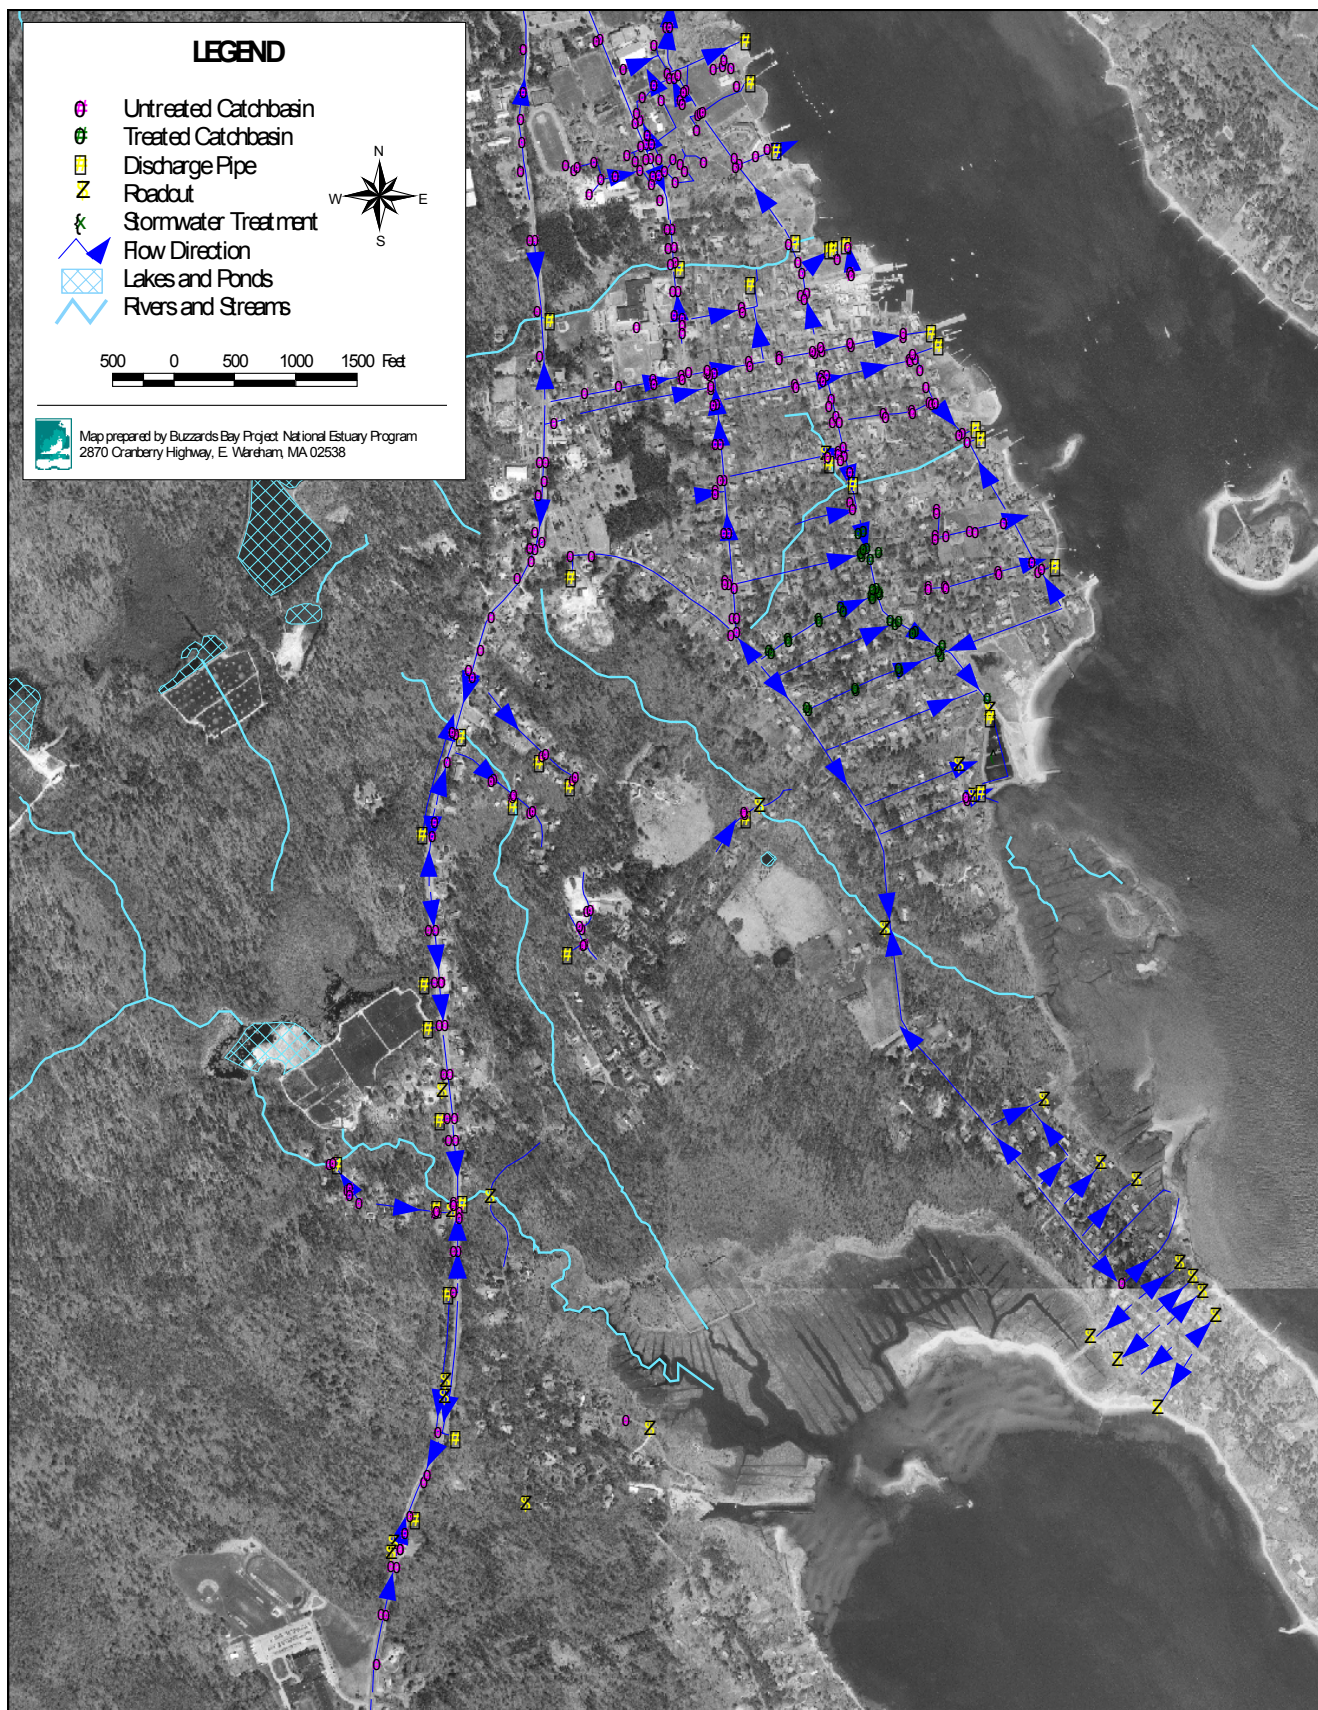 LEGEND
Untreated Catchbasin
Treated Catchbasin
Discharge Pipe
Roadcut
Stormwater Treatment
Flow Direction
Lakes and Ponds
Rivers and Streams
N
W E
S
500 0 500 1000 1500 Feet
Map prepared by Buzzards Bay Project National Estuary Program
2870 Cranberry Highway, E. Wareham, MA 02538